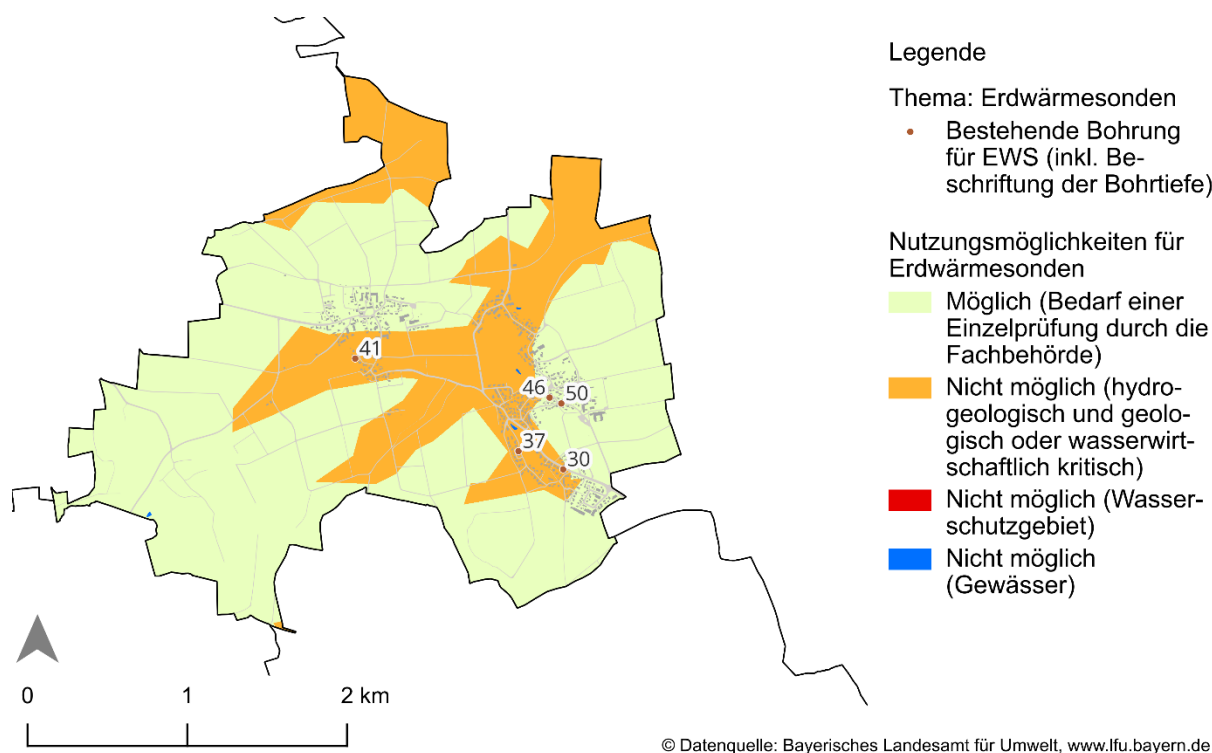 Legende
Thema: Erdwärmesonden
Bestehende Bohrung
für EWS (inkl. Be-
schriftung der Bohrtiefe)
Nutzungsmöglichkeiten für
Erdwärmesonden
Möglich (Bedarf einer
Einzelprüfung durch die
Fachbehörde)
Nicht möglich (hydro-
geologisch und geolo-
gisch oder wasserwirt-
schaftlich kritisch)
Nicht möglich (Wasser-
schutzgebiet)
Nicht möglich
(Gewässer)
41
46
50
37
30
0 1 2 km
© Datenquelle: Bayerisches Landesamt für Umwelt, www.lfu.bayern.de